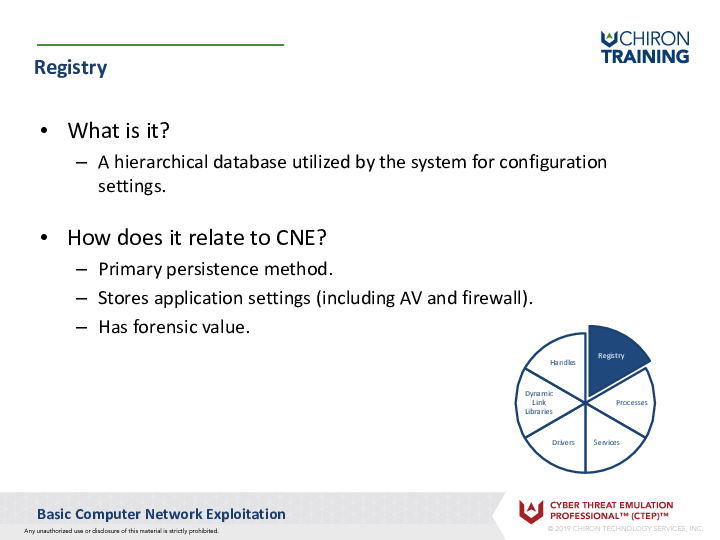 CHIRON
TRAINING
Registry
• What is it?
– A hierarchical database utilized by the system for configuration
settings.
• How does it relate to CNE?
– Primary persistence method.
– Stores application settings (including AV and firewall).
– Has forensic value.
Handles
Registry
Dynamic
Link
Libraries
Processes
Drivers
Services
Basic Computer Network Exploitation
CYBER THREAT EMULATION
PROFESSIONAL™ (CTEP)™
Any unauthorized use or disclosure of this material is strictly prohibited.
© 2019 CHIRON TECHNOLOGY SERVICES, INC.